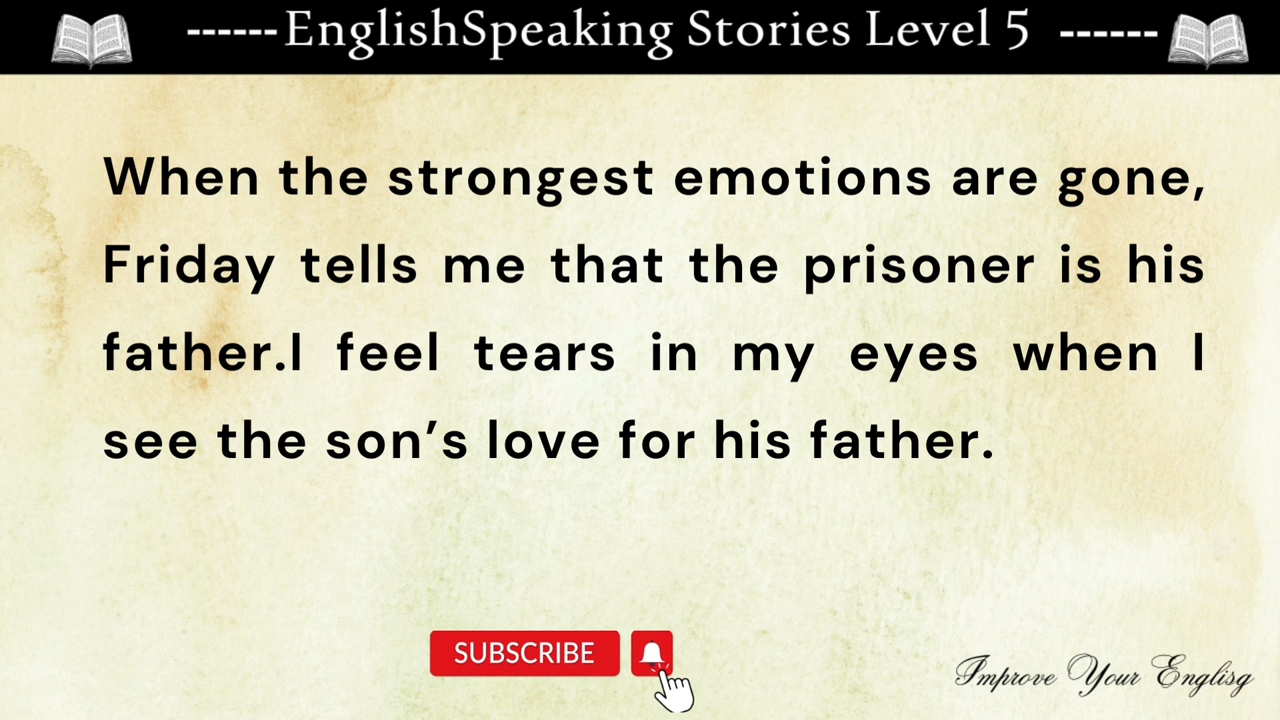 ------EnglishSpeaking Stories Level 5 ------
When the strongest emotions are gone,
Friday tells me that the prisoner is his
father.I feel tears in my eyes when I
see the son’s love for his father.
SUBSCRIBE
Improve Your Englisg